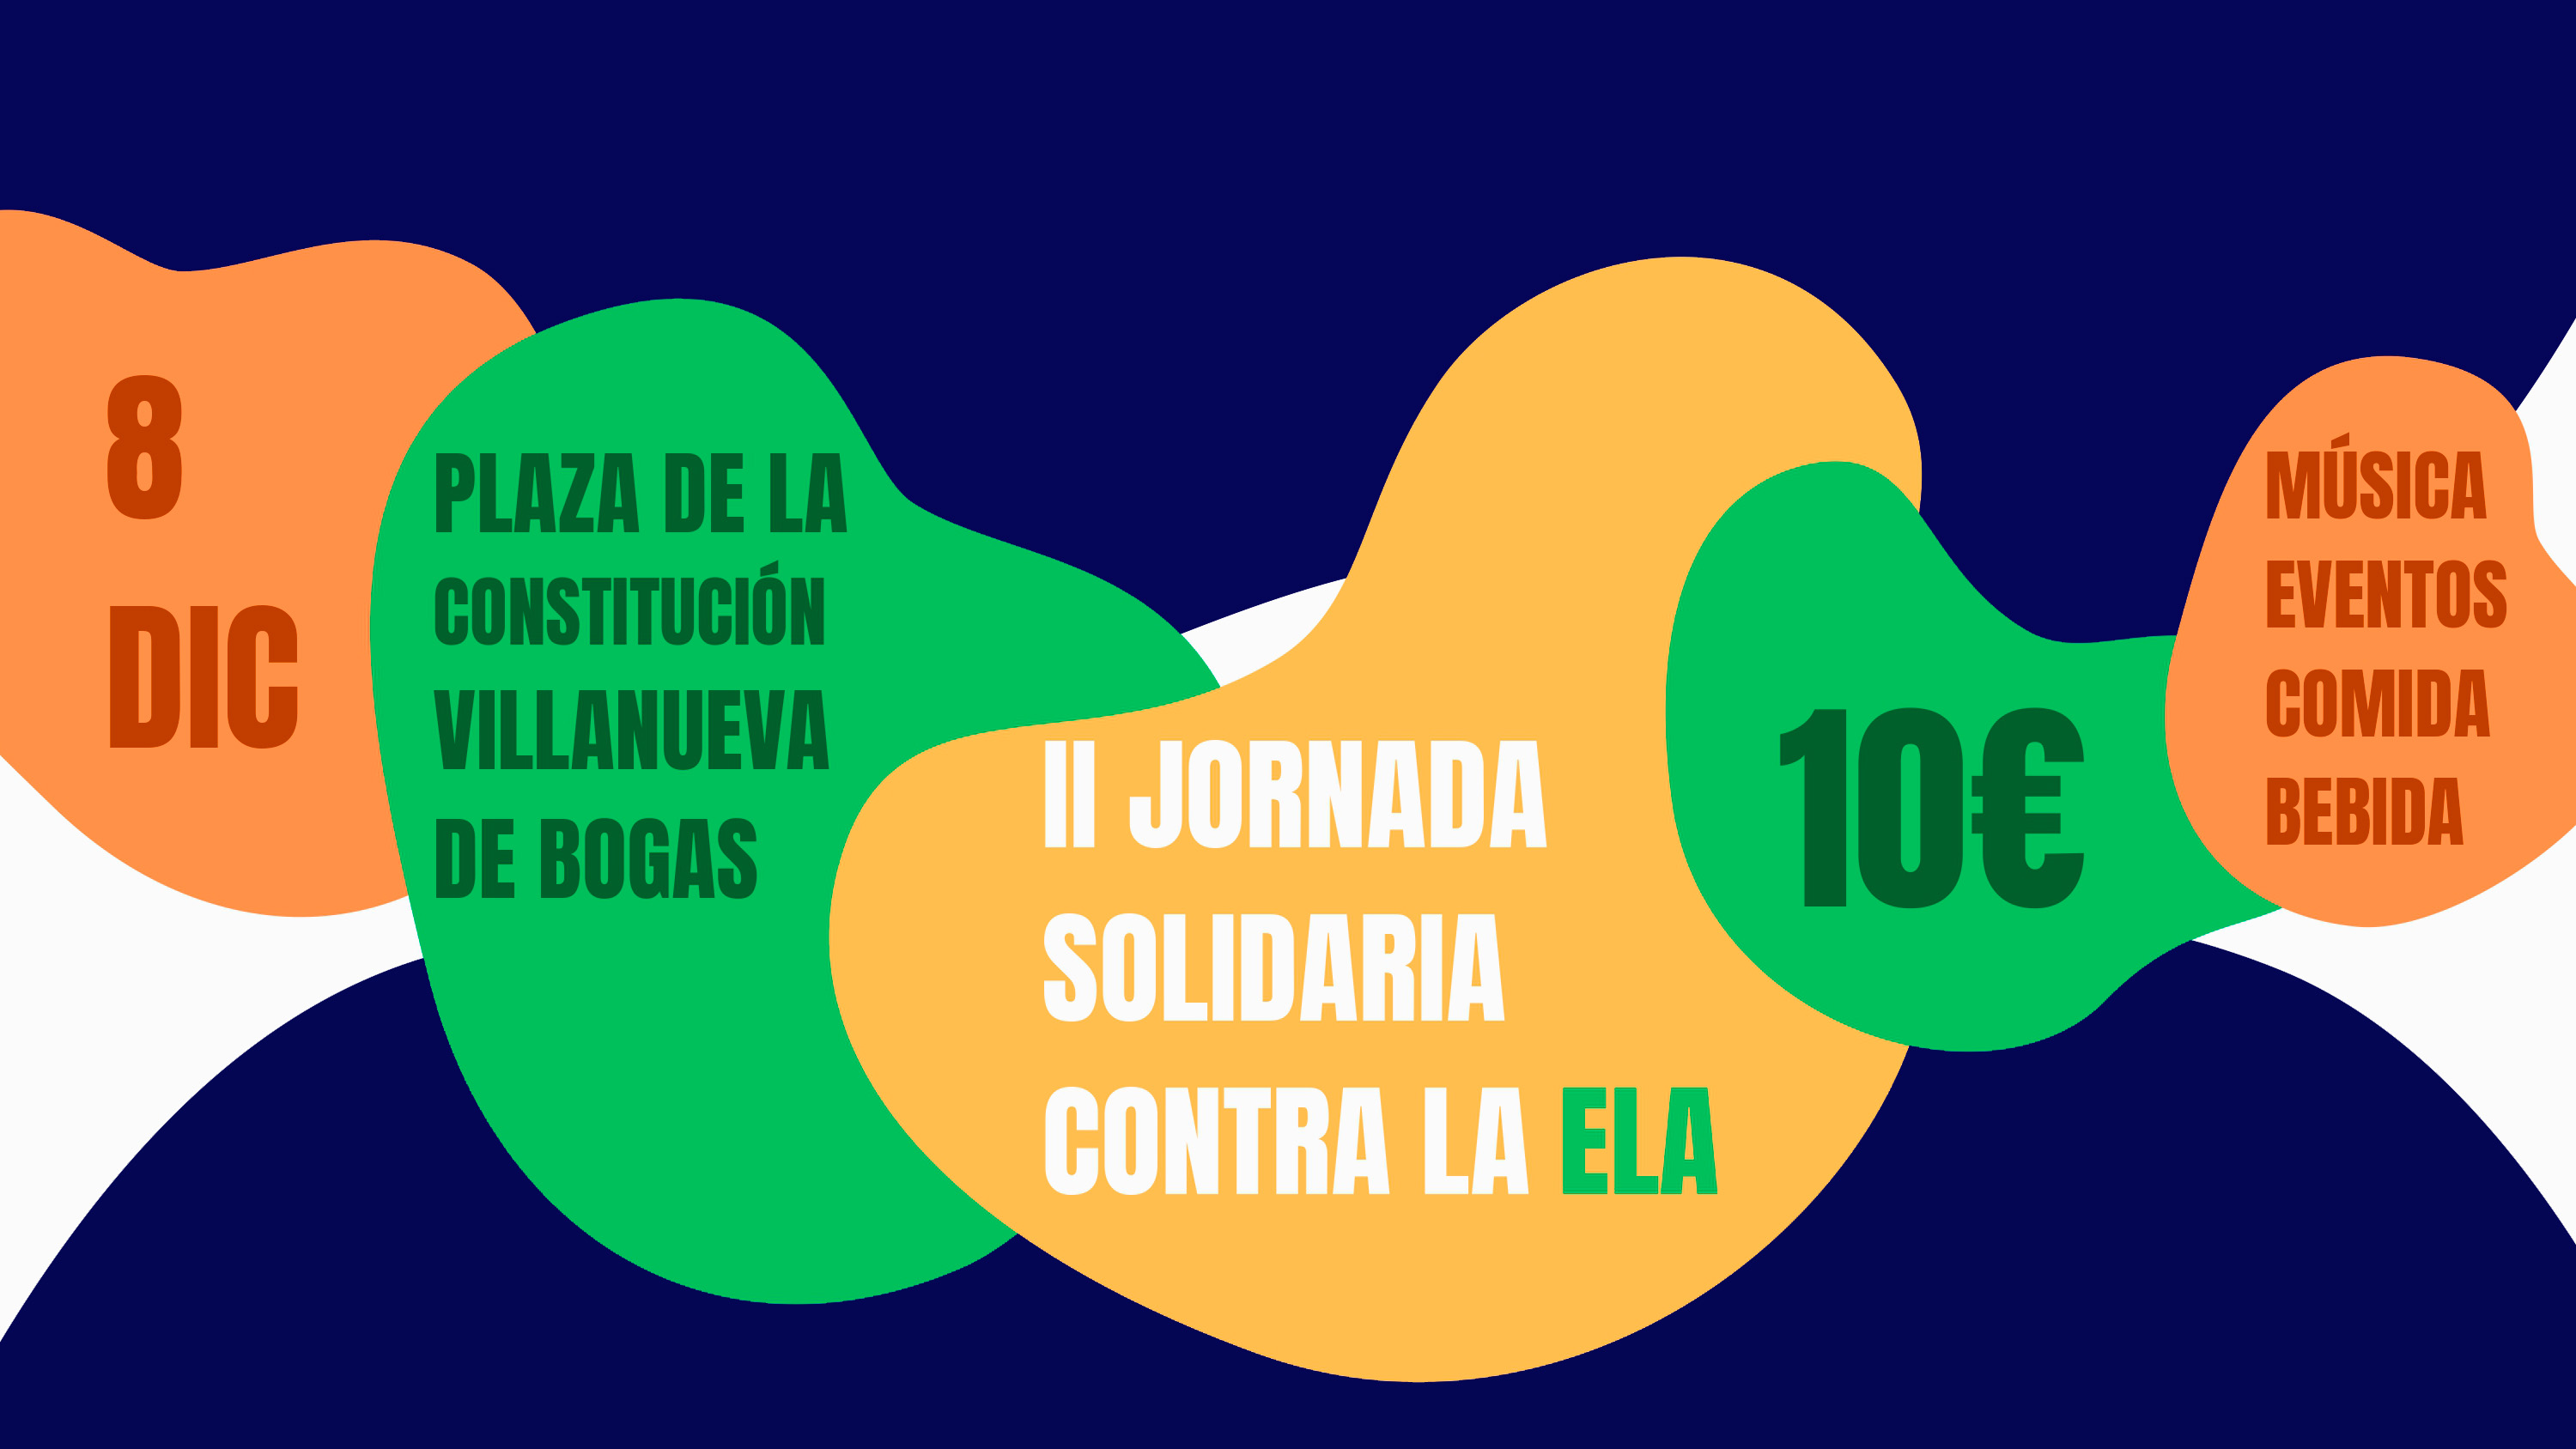 8
DIC
PLAZA DE LA
CONSTITUCIÓN
VILLANUEVA
DE BOGAS
II JORNADA
SOLIDARIA
CONTRA LA ELA
10€
MÚSICA
EVENTOS
COMIDA
BEBIDA